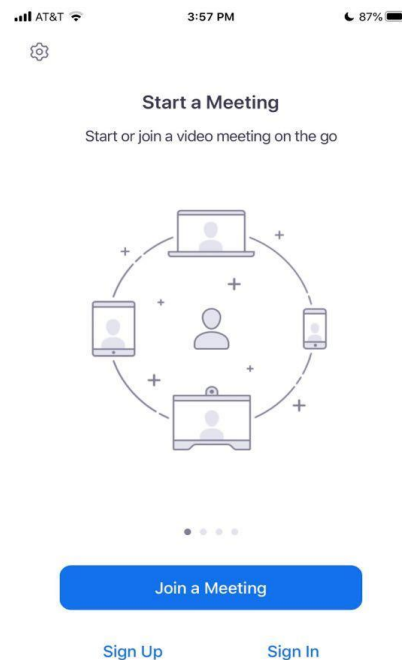 AT&T 3:57 PM 87%
Start a Meeting
Start or join a video meeting on the go
Join a Meeting
Sign Up Sign In